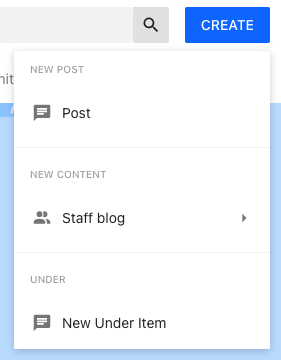 CREATE
NEW POST
Post
NEW CONTENT
Staff blog
UNDER
New Under Item